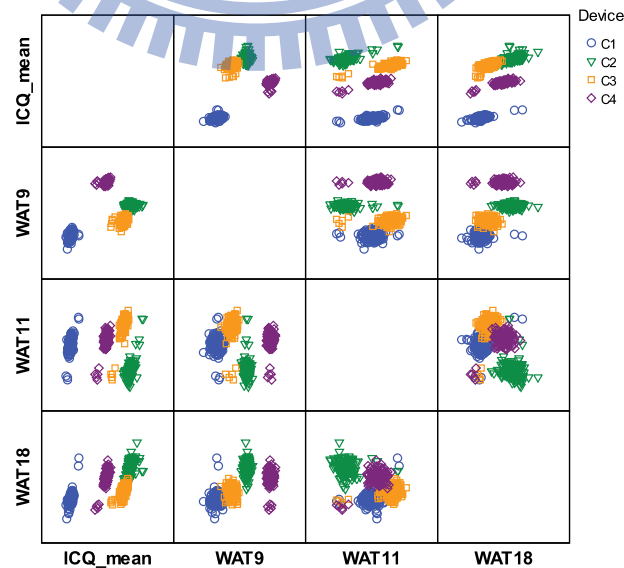 Device
C1
C2
C3
C4
ICQ_mean
WAT9
WAT11
WAT18
ICQ_mean WAT9 WAT11 WAT18